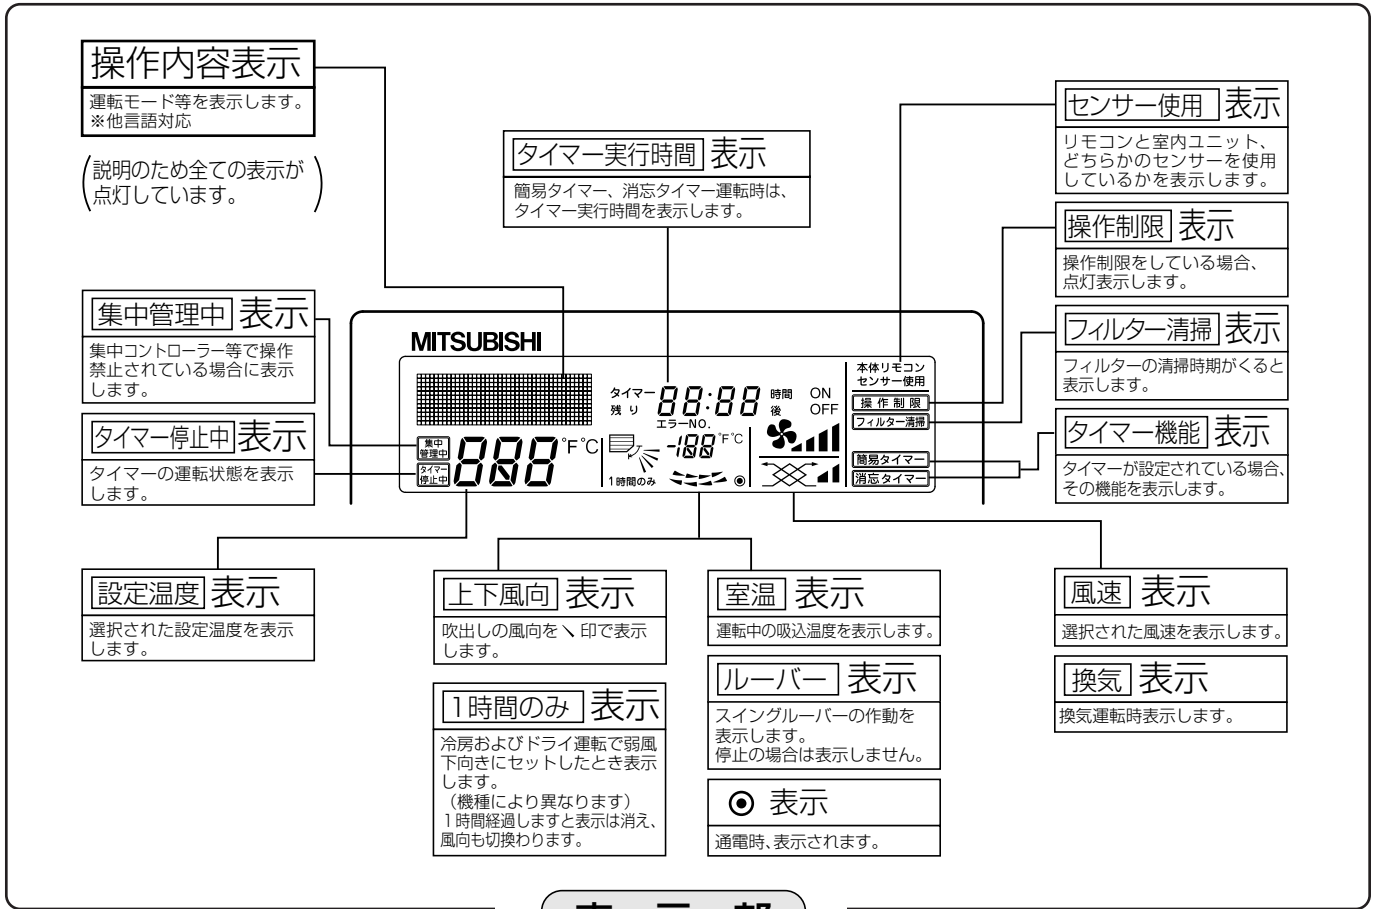 操作内容表示
運転モード等を表示します。
※他言語対応
(説明のため全ての表示が
点灯しています。)
集中管理中 表示
集中コントローラー等で操作
禁止されている場合に表示
します。
タイマー停止中 表示
タイマーの運転状態を表示
します。
設定温度 表示
選択された設定温度を表示
します。
タイマー実行時間 表示
簡易タイマー、消忘タイマー運転時は、
タイマー実行時間を表示します。
MITSUBISHI
タイマー 88:88 時間 ON
残り 後 OFF
エラーNO.
集中
管理中
タイマー
停止中
188 °F°C
-188 °F°C
1時間のみ
本体リモコン
センサー使用
操作制限
フィルター清掃
簡易タイマー
消忘タイマー
センサー使用 表示
リモコンと室内ユニット、
どちらかのセンサーを使用
しているかを表示します。
操作制限 表示
操作制限をしている場合、
点灯表示します。
フィルター清掃 表示
フィルターの清掃時期がくると
表示します。
タイマー機能 表示
タイマーが設定されている場合、
その機能を表示します。
上下風向 表示
吹出しの風向を 印で表示
します。
1時間のみ 表示
冷房およびドライ運転で弱風
下向きにセットしたとき表示
します。
(機種により異なります)
1時間経過しますと表示は消え、
風向も切換わります。
室温 表示
運転中の吸込温度を表示します。
ルーバー 表示
スイングルーバーの作動を
表示します。
停止の場合は表示しません。
⦿ 表示
通電時、表示されます。
風速 表示
選択された風速を表示します。
換気 表示
換気運転時表示します。
表示部